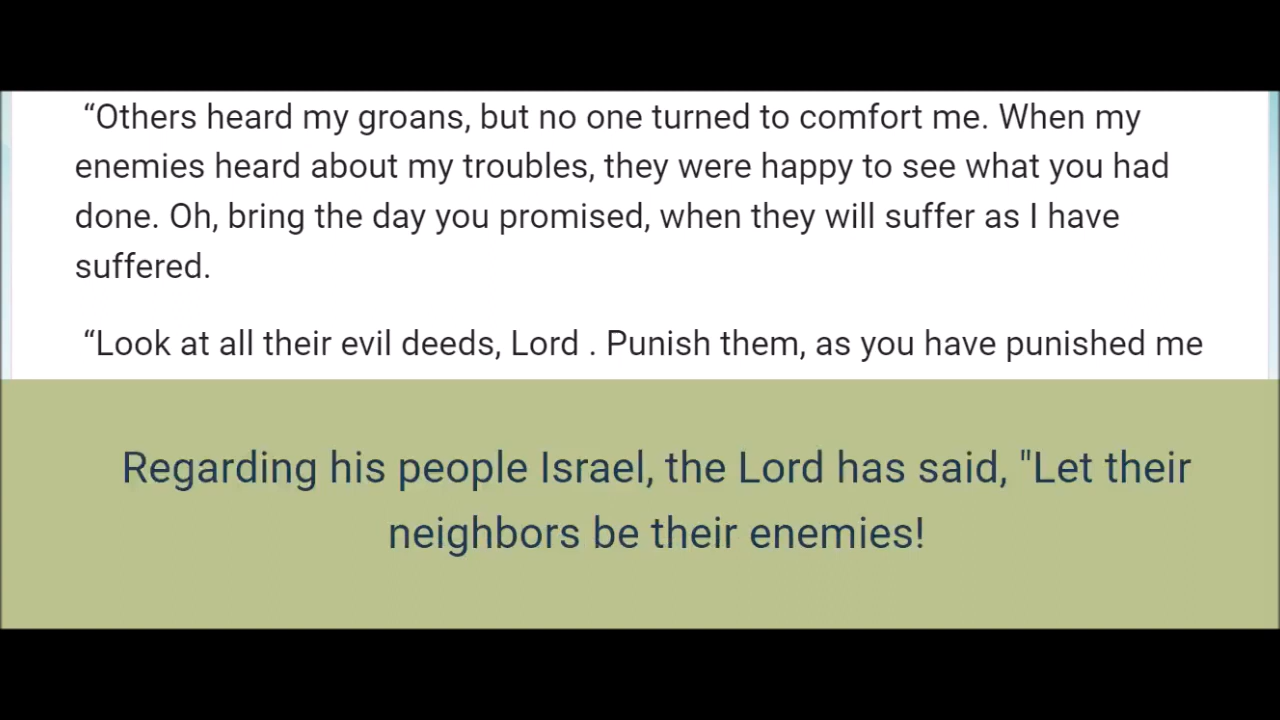 “Others heard my groans, but no one turned to comfort me. When my
enemies heard about my troubles, they were happy to see what you had
done. Oh, bring the day you promised, when they will suffer as I have
suffered.
“Look at all their evil deeds, Lord . Punish them, as you have punished me
Regarding his people Israel, the Lord has said, "Let their
neighbors be their enemies!